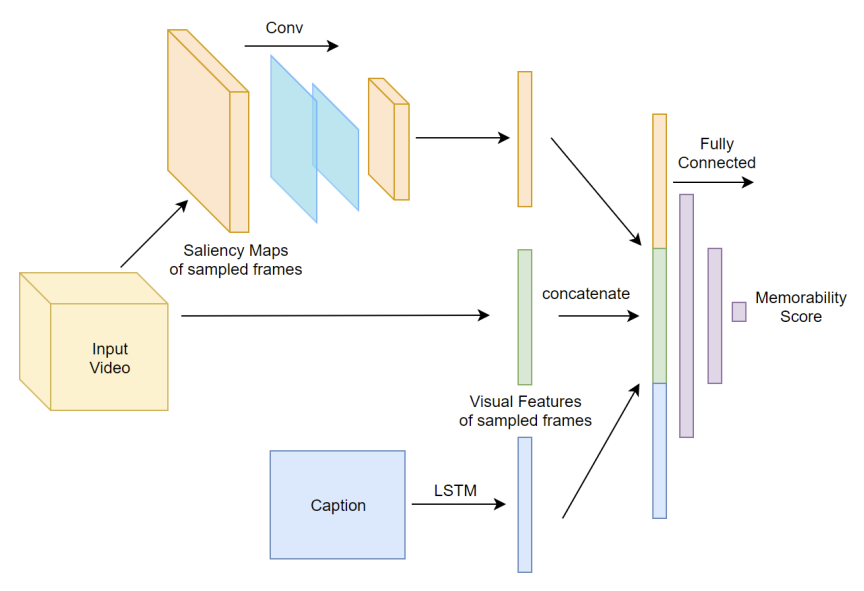 Conv
Fully
Connected
Saliency Maps
of sampled frames
concatenate
Memorability
Score
Input
Video
Visual Features
of sampled frames
LSTM
Caption